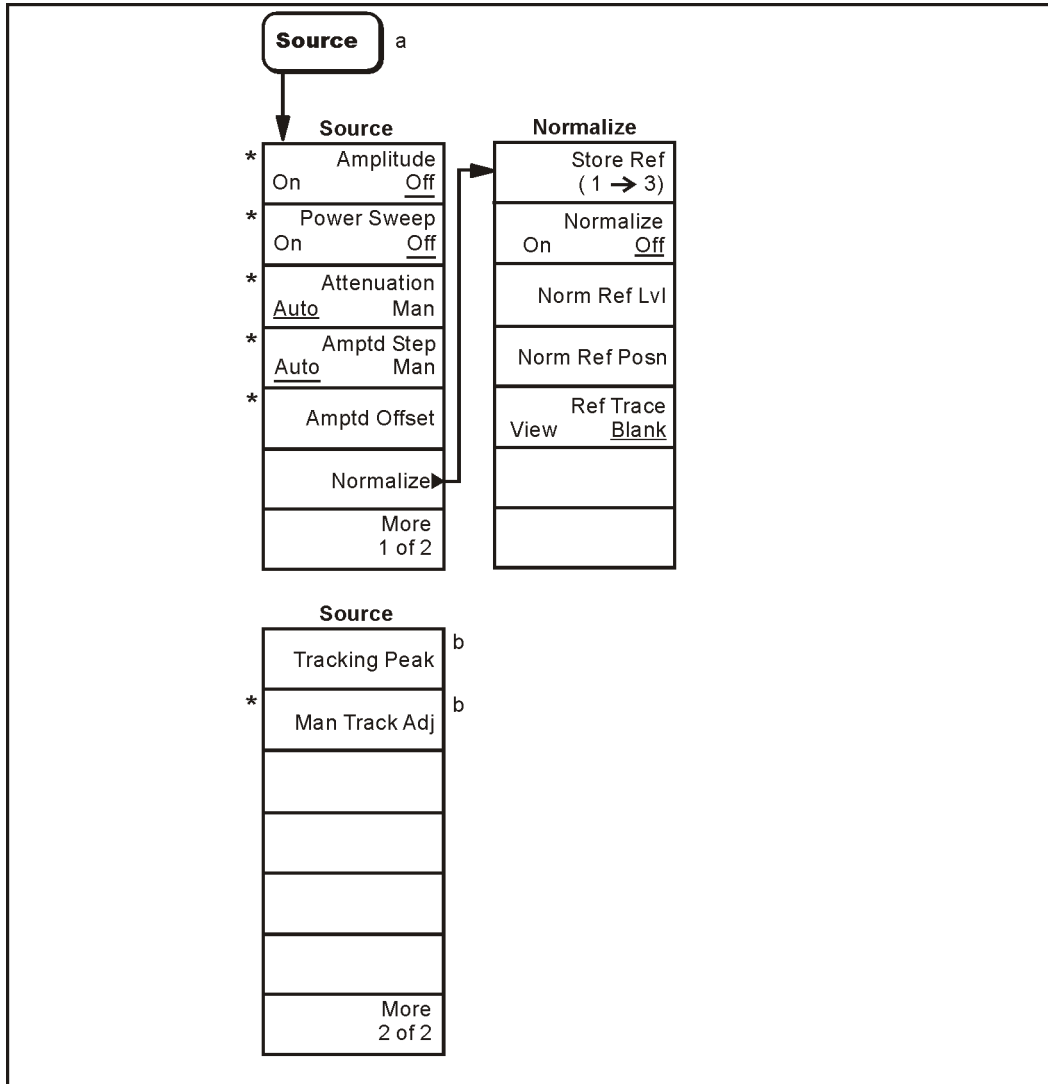 Source a
Source
* Amplitude
On Off
* Power Sweep
On Off
* Attenuation
Auto Man
* Amptd Step
Auto Man
* Amptd Offset
Normalize
More
1 of 2
Normalize
Store Ref
( 1 → 3)
Normalize
On Off
Norm Ref Lvl
Norm Ref Posn
Ref Trace
View Blank
Source
Tracking Peak b
* Man Track Adj b
More
2 of 2